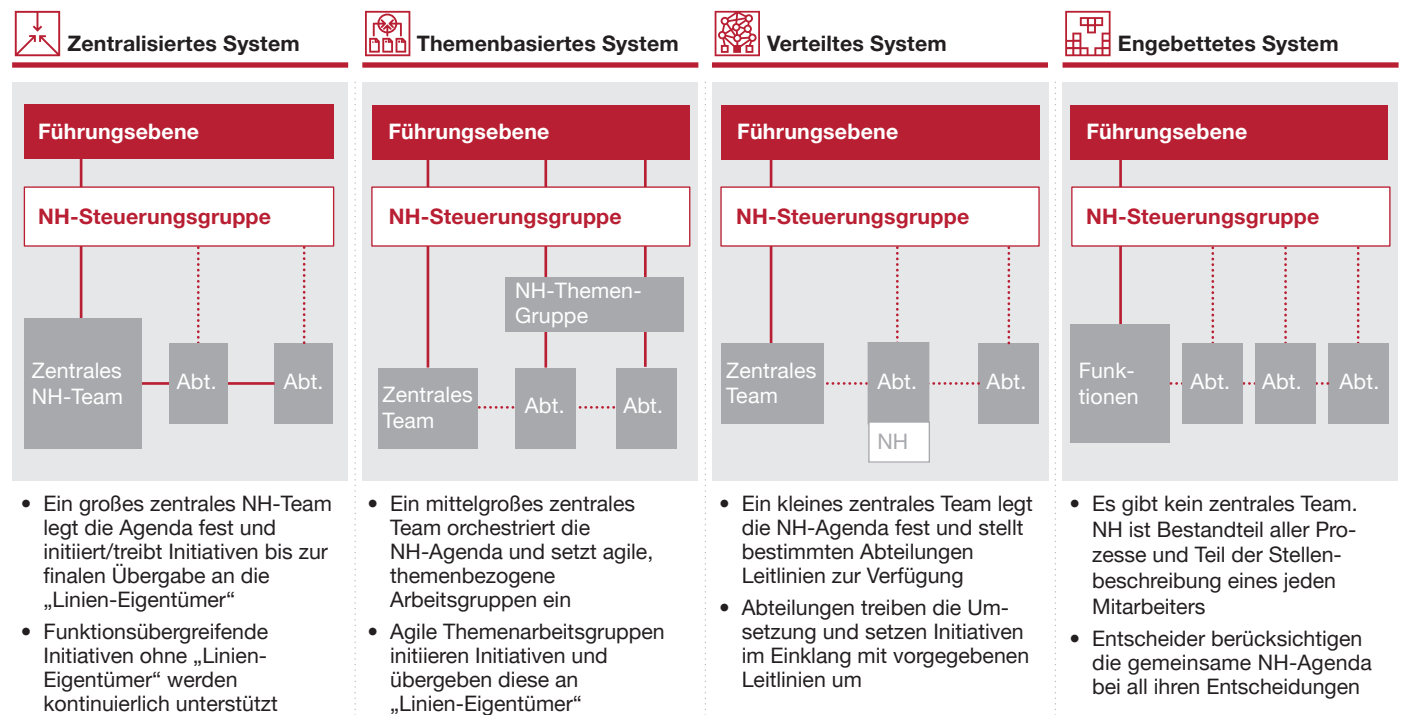 Zentralisiertes System
Führungsebene
NH-Steuerungsgruppe
Zentrales
NH-Team
Abt.
Abt.
• Ein großes zentrales NH-Team
legt die Agenda fest und
initiiert/treibt Initiativen bis zur
finalen Übergabe an die
„Linien-Eigentümer“
• Funktionsübergreifende
Initiativen ohne „Linien-
Eigentümer“ werden
kontinuierlich unterstützt
Themenbasiertes System
Führungsebene
NH-Steuerungsgruppe
NH-Themen-
Gruppe
Zentrales
Team
Abt.
Abt.
• Ein mittelgroßes zentrales
Team orchestriert die
NH-Agenda und setzt agile,
themenbezogene
Arbeitsgruppen ein
• Agile Themenarbeitsgruppen
initiieren Initiativen und
übergeben diese an
„Linien-Eigentümer“
Verteiltes System
Führungsebene
NH-Steuerungsgruppe
Zentrales
Team
Abt.
Abt.
NH
• Ein kleines zentrales Team legt
die NH-Agenda fest und stellt
bestimmten Abteilungen
Leitlinien zur Verfügung
• Abteilungen treiben die Um-
setzung und setzen Initiativen
im Einklang mit vorgegebenen
Leitlinien um
Engebettetes System
Führungsebene
NH-Steuerungsgruppe
Funk-
tionen
Abt.
Abt.
Abt.
• Es gibt kein zentrales Team.
NH ist Bestandteil aller Pro-
zesse und Teil der Stellen-
beschreibung eines jeden
Mitarbeiters
• Entscheider berücksichtigen
die gemeinsame NH-Agenda
bei all ihren Entscheidungen